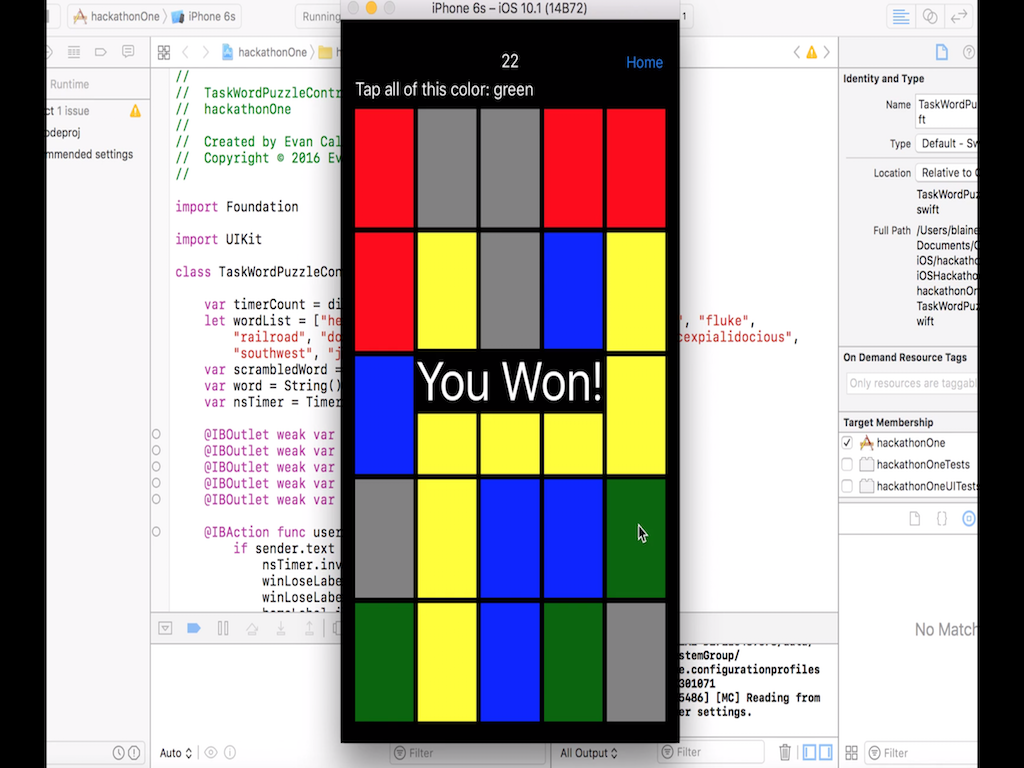 hackathonOne
iPhone 6s
Running
iPhone 6s – iOS 10.1 (14B72)
1
hackathonOne
Runtime
1 issue
22
Home
Tap all of this color: green
You Won!
//
// TaskWordPuzzleContr
// hackathonOne
//
// Created by Evan Cal
// Copyright © 2016 Ev
//
import Foundation
import UIKit
class TaskWordPuzzleCon
var timerCount = di
let wordList = ["he
", "fluke",
"railroad", "do
cexpialidocious",
"southwest", "j
var scrambledWord =
var word = String()
var nsTimer = Timer
@IBOutlet weak var
@IBOutlet weak var
@IBOutlet weak var
@IBOutlet weak var
@IBOutlet weak var
@IBAction func user
if sender.text
nsTimer.inv
winLoseLabe
winLoseLabe
Identity and Type
Name
TaskWordPu
ft
Type
Default - Sw
Location
Relative to G
TaskWordPuz
swift
Full Path
/Users/blaine
Documents/C
iOS/hackatho
iOSHackatho
hackathonOn
TaskWordPuz
wift
On Demand Resource Tags
Only resources are taggabl
Target Membership
hackathonOne
hackathonOneTests
hackathonOneUITests
No Match
stemGroup/
e.configurationprofiles
301071
5486] [MC] Reading from
er settings.
Auto
Filter
All Output
Filter
Filter